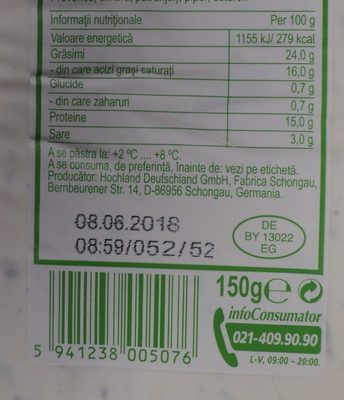 Informații nutriționale Per 100 g
Valoare energetică 1155 kJ/ 279 kcal
Grăsimi 24,0 g
- din care acizi grași saturați 16,0 g
Glucide 0,7 g
- din care zaharuri 0,7 g
Proteine 15,0 g
Sare 3,0 g
A se păstra la: +2 °C .... +8 °C.
A se consuma, de preferință, înainte de: vezi pe etichetă.
Producător: Hochland Deutschland GmbH, Fabrica Schongau,
Bernbeurener Str. 14, D-86956 Schongau, Germania.
08.06.2018
08:59/052/52
DE
BY 13022
EG
150g e
infoConsumator
021-409.90.90
L-V, 09:00 - 20:00.
5 941238 005076